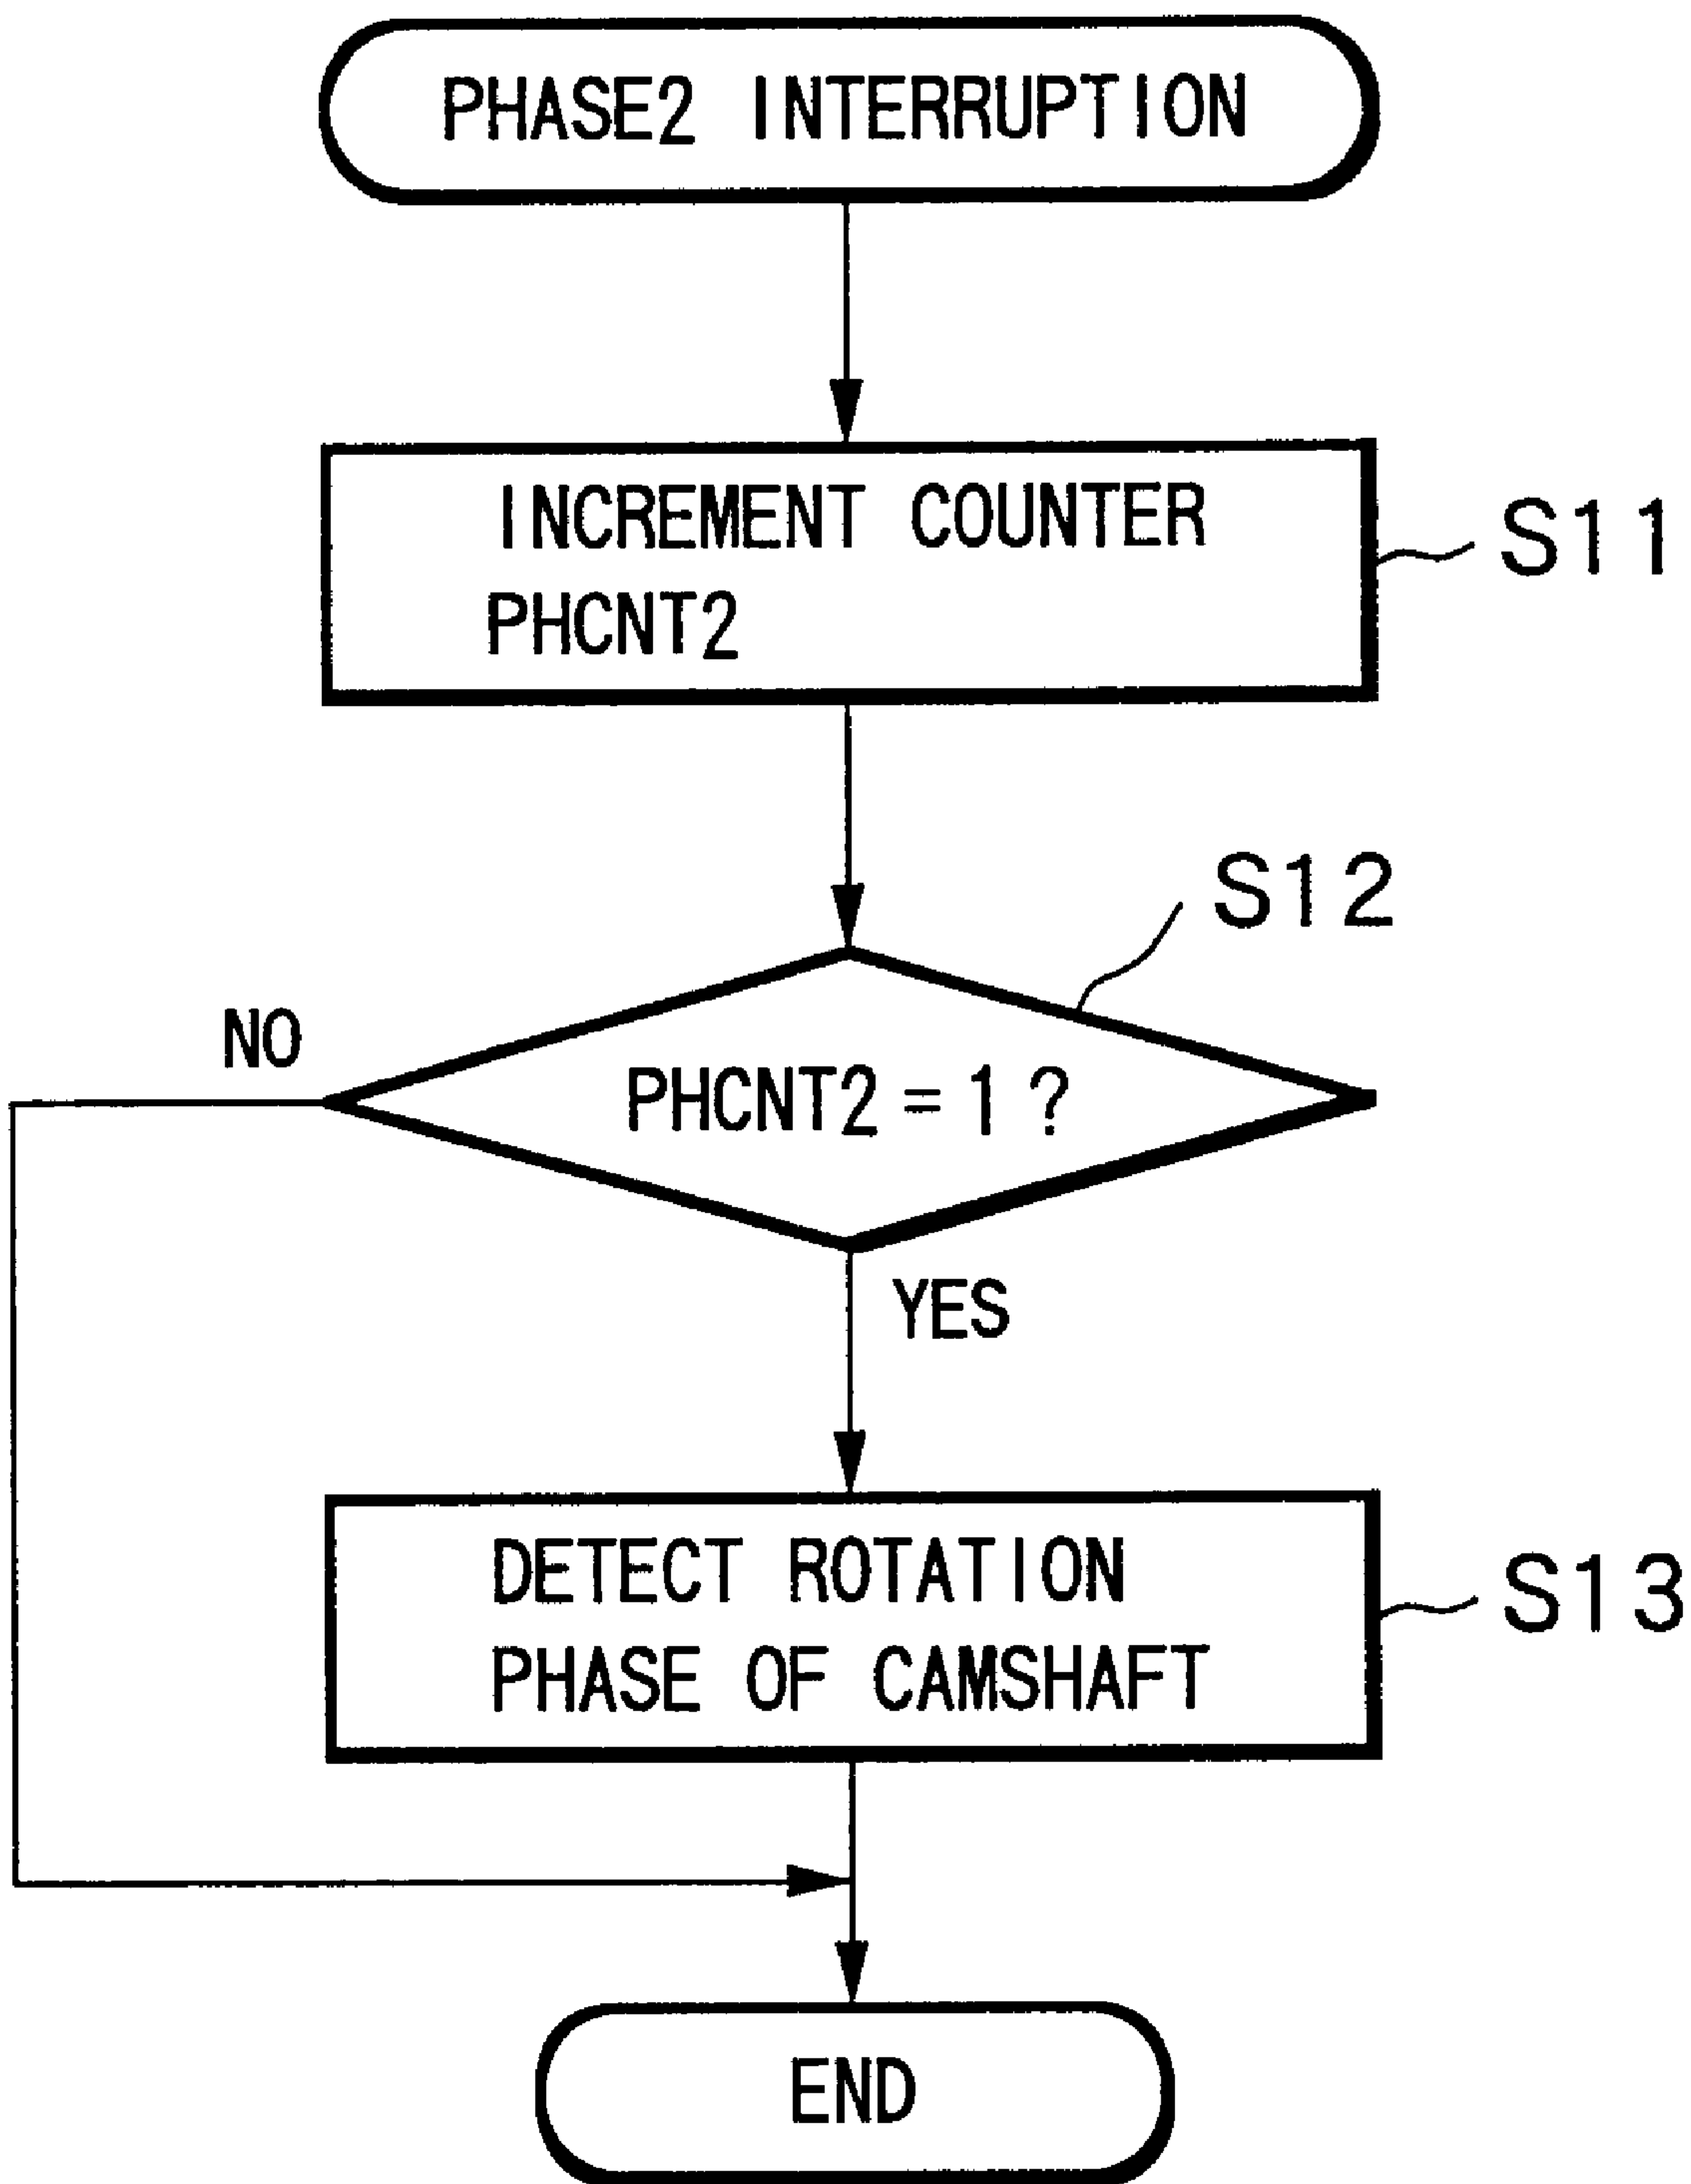 PHASE2 INTERRUPTION
INCREMENT COUNTER
PHCNT2
S11
S12
NO
PHCNT2 = 1 ?
YES
DETECT ROTATION
PHASE OF CAMSHAFT
S13
END